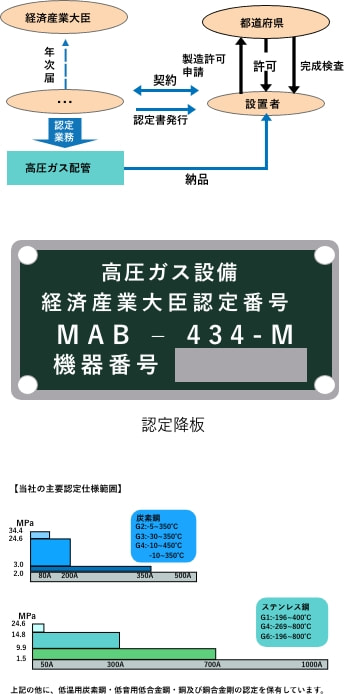 経済産業大臣
都道府県
年次届
製造許可
申請
許可
完成検査
契約
...
設置者
認定書発行
認定
業務
高圧ガス配管
納品
高圧ガス設備
経済産業大臣認定番号
MAB - 434-M
機器番号
認定降板
【当社の主要認定仕様範囲】
MPa
34.4
24.6
3.0
2.0
80A 200A 350A 500A
炭素鋼
G2:-5~350℃
G3:-30~350℃
G4:-10~450℃
-10~350℃
MPa
24.6
14.8
9.9
1.5
50A 300A 700A 1000A
ステンレス鋼
G1:-196~400℃
G4:-269~800℃
G6:-196~800℃
上記の他に、低温用炭素鋼・低音用低合金鋼・鋼及び銅合金剛の認定を保有しています。